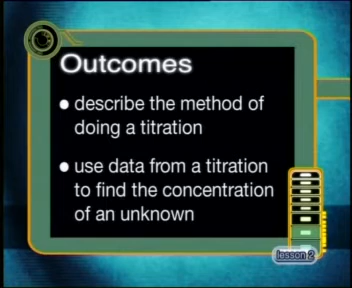 Outcomes
● describe the method of
doing a titration
● use data from a titration
to find the concentration
of an unknown
lesson 2